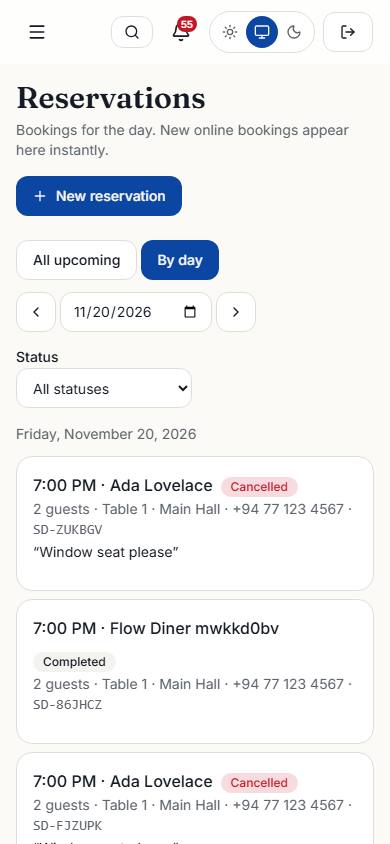 55
Reservations
Bookings for the day. New online bookings appear
here instantly.
+ New reservation
All upcoming
By day
11/20/2026
Status
All statuses
Friday, November 20, 2026
7:00 PM · Ada Lovelace
Cancelled
2 guests · Table 1 · Main Hall · +94 77 123 4567 ·
SD-ZUKBGV
“Window seat please”
7:00 PM · Flow Diner mwkkd0bv
Completed
2 guests · Table 1 · Main Hall · +94 77 123 4567 ·
SD-86JHCZ
7:00 PM · Ada Lovelace
Cancelled
2 guests · Table 1 · Main Hall · +94 77 123 4567 ·
SD-FJZUPK